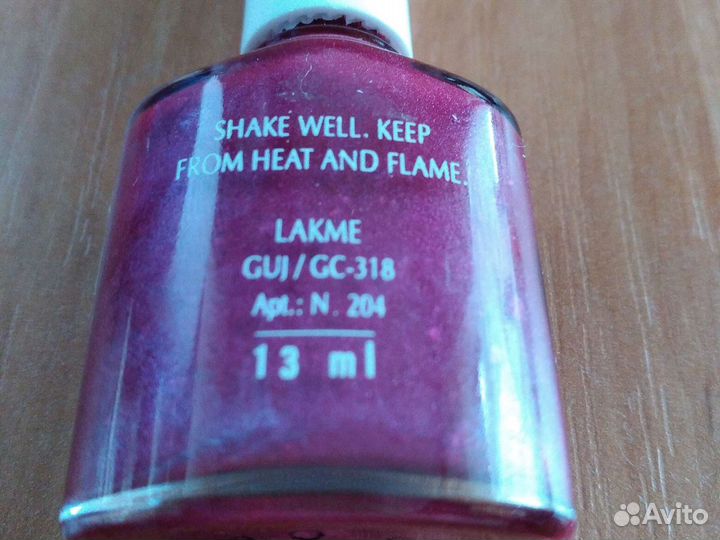 SHAKE WELL. KEEP
FROM HEAT AND FLAME.
LAKME
GUJ/GC-318
Apt.: N. 204
13 ml
Avito